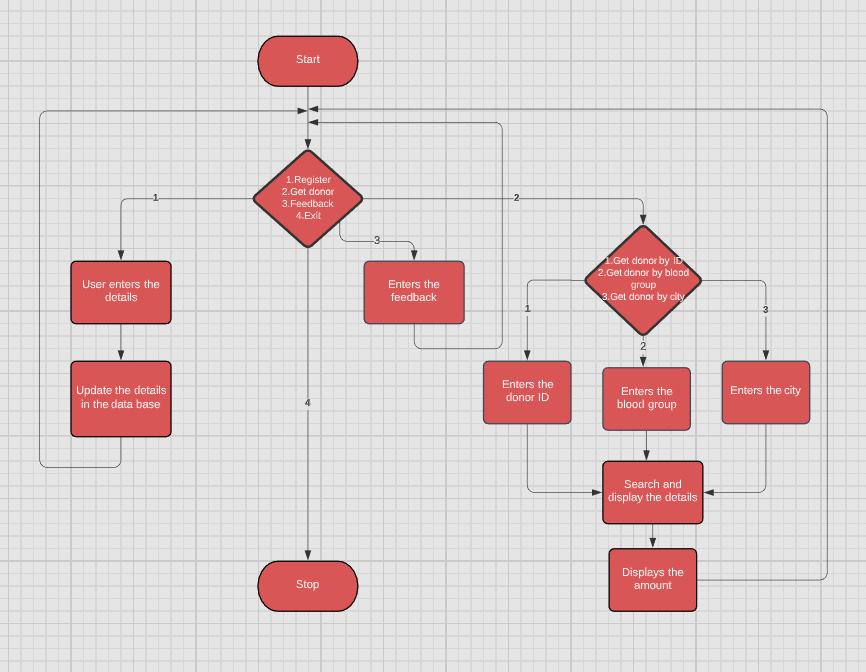 Start
1.Register
2.Get donor
3.Feedback
4.Exit
1
2
3
1.Get donor by ID
2.Get donor by blood
group
3.Get donor by city
User enters the
details
Enters the
feedback
1
2
3
Update the details
in the data base
Enters the
donor ID
Enters the
blood group
Enters the city
4
Search and
display the details
Stop
Displays the
amount